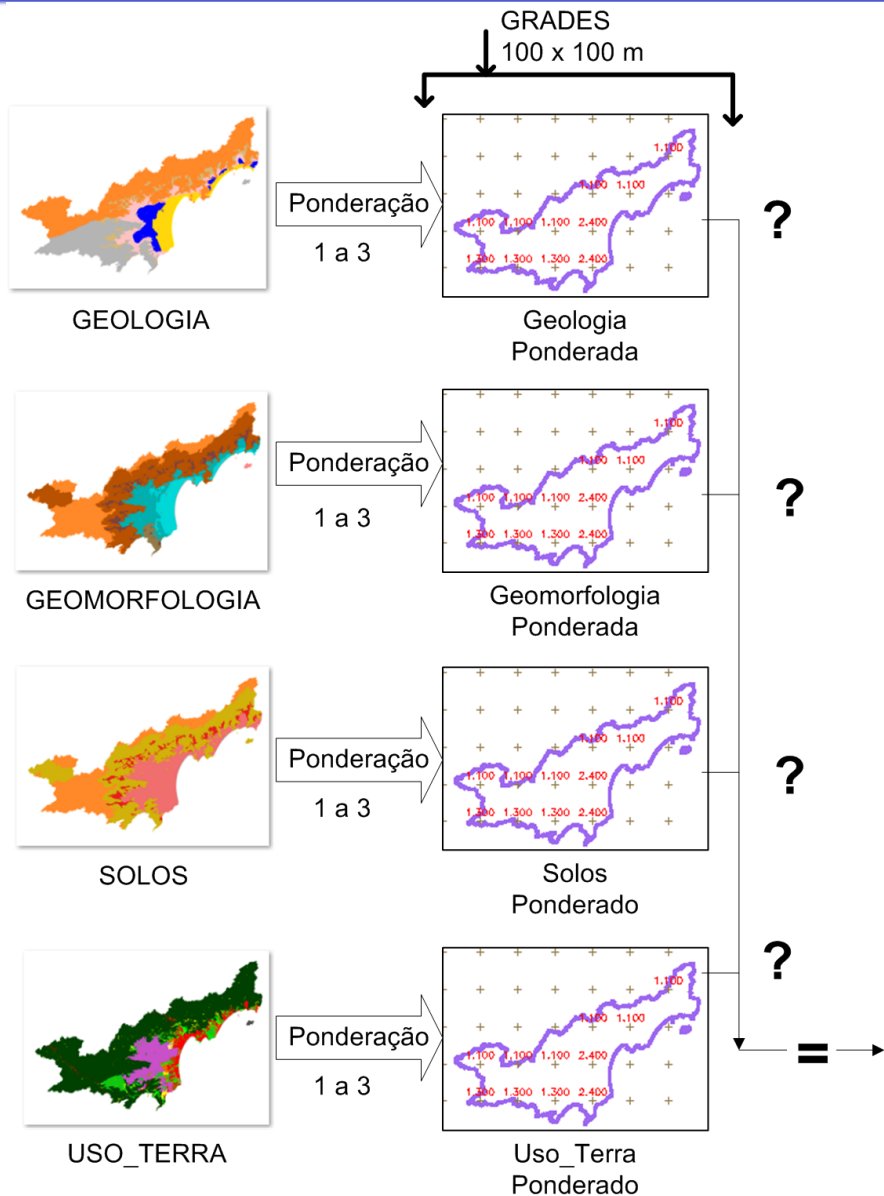 GRADES
100 x 100 m
Ponderação
1 a 3
1.100
1.100 1.100
1.100 1.100 1.100 2.400
1.300 1.300 1.300 2.400
?
GEOLOGIA
Geologia
Ponderada
Ponderação
1 a 3
1.100
1.100 1.100
1.100 1.100 1.100 2.400
1.300 1.300 1.300 2.400
?
GEOMORFOLOGIA
Geomorfologia
Ponderada
Ponderação
1 a 3
1.100
1.100 1.100
1.100 1.100 1.100 2.400
1.300 1.300 1.300 2.400
?
SOLOS
Solos
Ponderado
Ponderação
1 a 3
1.100
1.100 1.100
1.100 1.100 1.100 2.400
1.300 1.300 1.300 2.400
?
=
USO_TERRA
Uso_Terra
Ponderado